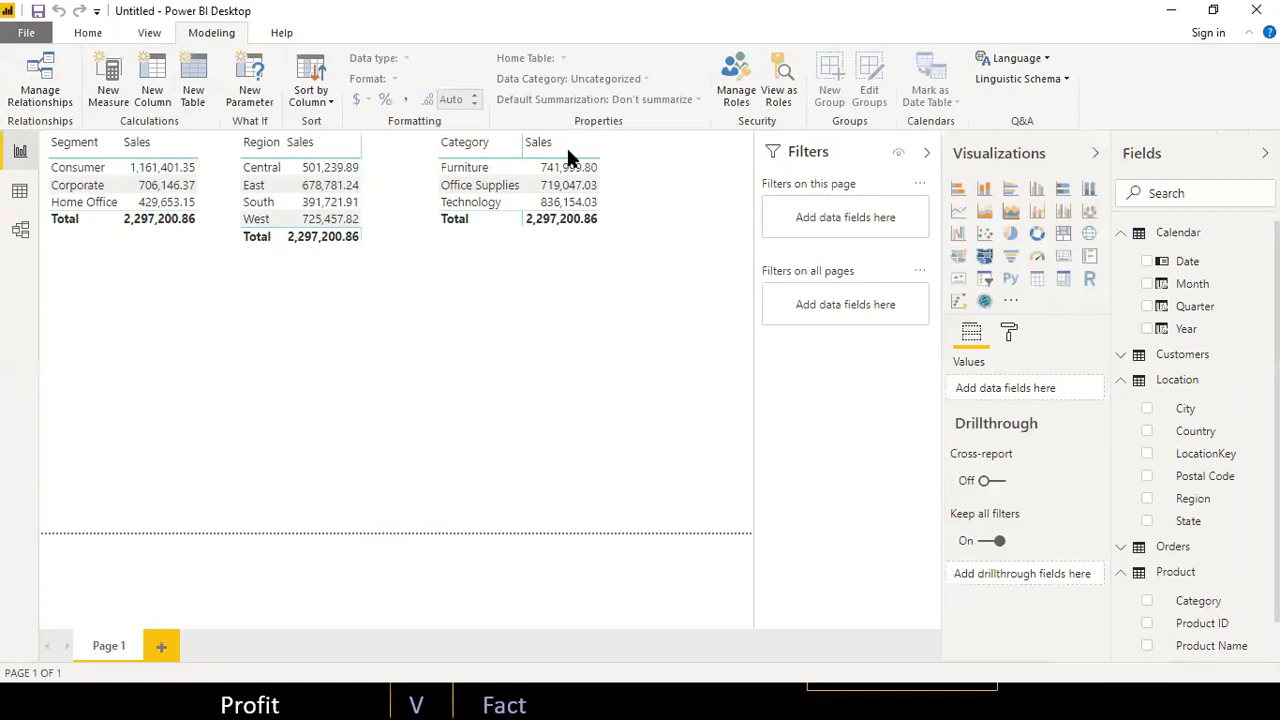 Untitled - Power BI Desktop
Sign in
File Home View Modeling Help
Manage Relationships
Relationships
New Measure
New Column
New Table
Calculations
New Parameter
What If
Sort by Column
Sort
Data type:
Format:
$ % , Auto
Formatting
Home Table:
Data Category: Uncategorized
Default Summarization: Don't summarize
Properties
Manage Roles
View as Roles
Security
New Group
Edit Groups
Groups
Mark as Date Table
Calendars
Language
Linguistic Schema
Q&A
Segment Sales
Consumer 1,161,401.35
Corporate 706,146.37
Home Office 429,653.15
Total 2,297,200.86
Region Sales
Central 501,239.89
East 678,781.24
South 391,721.91
West 725,457.82
Total 2,297,200.86
Category Sales
Furniture 741,999.80
Office Supplies 719,047.03
Technology 836,154.03
Total 2,297,200.86
Filters
Filters on this page ...
Add data fields here
Filters on all pages ...
Add data fields here
Visualizations
Py
R
...
Values
Add data fields here
Drillthrough
Cross-report
Off
Keep all filters
On
Add drillthrough fields here
Fields
Search
Calendar
Date
Month
Quarter
Year
Customers
Location
City
Country
LocationKey
Postal Code
Region
State
Orders
Product
Category
Product ID
Product Name
Page 1
PAGE 1 OF 1
Profit V Fact